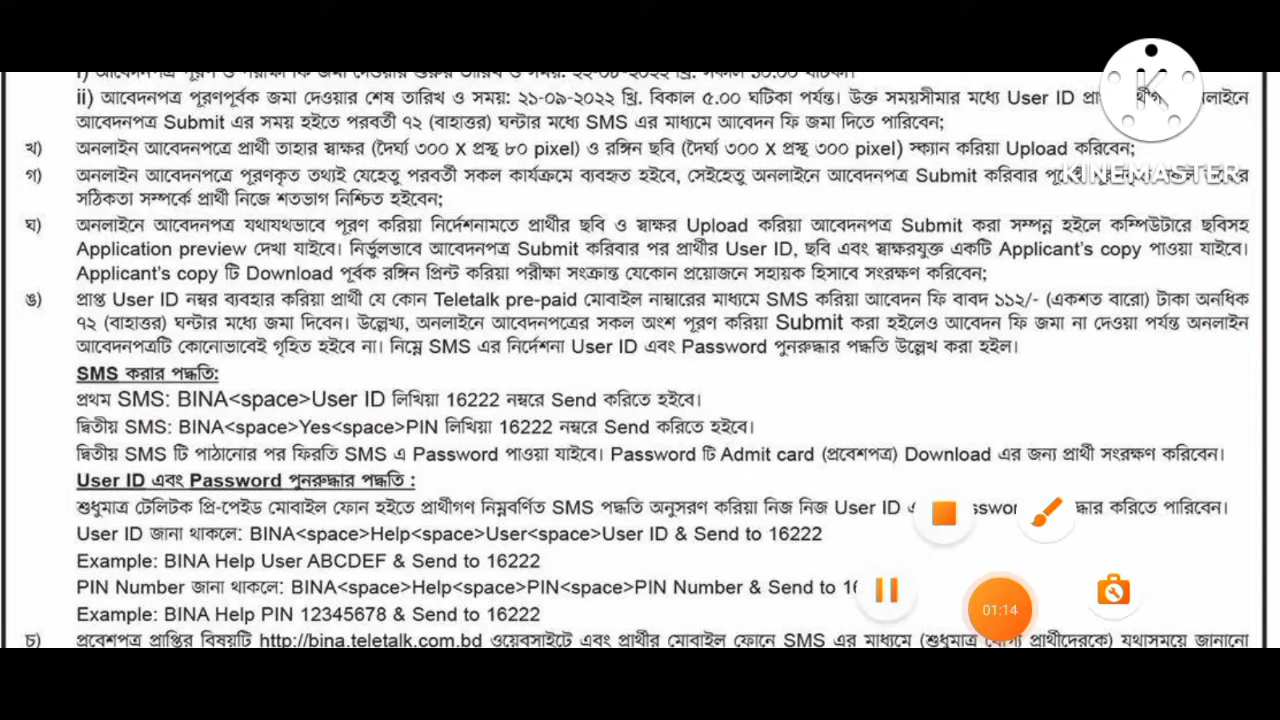 i) আবেদনপত্র পূরণ ও পরীক্ষা ফি জমা দেওয়ার শুরুর তারিখ ও সময়: ২২-০৮-২০২২ খ্রি. সকাল ১০.০০ ঘটিকা।
ii) আবেদনপত্র পূরণপূর্বক জমা দেওয়ার শেষ তারিখ ও সময়: ২১-০৯-২০২২ খ্রি. বিকাল ৫.০০ ঘটিকা পর্যন্ত। উক্ত সময়সীমার মধ্যে User ID
আবেদনপত্র Submit এর সময় হইতে পরবর্তী ৭২ (বাহাত্তর) ঘন্টার মধ্যে SMS এর মাধ্যমে আবেদন ফি জমা দিতে পারিবেন;
খ) অনলাইন আবেদনপত্রে প্রার্থী তাহার স্বাক্ষর (দৈর্ঘ্য ৩০০ X প্রস্থ ৮০ pixel) ও রঙ্গিন ছবি (দৈর্ঘ্য ৩০০ X প্রস্থ ৩০০ pixel) স্ক্যান করিয়া Upload করিবেন;
গ) অনলাইন আবেদনপত্রে পূরণকৃত তথ্যই যেহেতু পরবর্তী সকল কার্যক্রমে ব্যবহৃত হইবে, সেইহেতু অনলাইনে আবেদনপত্র Submit করিবার
সঠিকতা সম্পর্কে প্রার্থী নিজে শতভাগ নিশ্চিত হইবেন;
ঘ) অনলাইনে আবেদনপত্র যথাযথভাবে পূরণ করিয়া নির্দেশনামতে প্রার্থীর ছবি ও স্বাক্ষর Upload করিয়া আবেদনপত্র Submit করা সম্পন্ন হইলে কম্পিউটারে ছবিসহ
Application preview দেখা যাইবে। নির্ভুলভাবে আবেদনপত্র Submit করিবার পর প্রার্থীর User ID, ছবি এবং স্বাক্ষরযুক্ত একটি Applicant's copy পাওয়া যাইবে।
Applicant's copy টি Download পূর্বক রঙ্গিন প্রিন্ট করিয়া পরীক্ষা সংক্রান্ত যেকোন প্রয়োজনে সহায়ক হিসাবে সংরক্ষণ করিবেন;
ঙ) প্রাপ্ত User ID নম্বর ব্যবহার করিয়া প্রার্থী যে কোন Teletalk pre-paid মোবাইল নাম্বারের মাধ্যমে SMS করিয়া আবেদন ফি বাবদ ১১২/- (একশত বারো) টাকা অনধিক
৭২ (বাহাত্তর) ঘন্টার মধ্যে জমা দিবেন। উল্লেখ্য, অনলাইনে আবেদনপত্রের সকল অংশ পূরণ করিয়া Submit করা হইলেও আবেদন ফি জমা না দেওয়া পর্যন্ত অনলাইন
আবেদনপত্রটি কোনোভাবেই গৃহিত হইবে না। নিম্নে SMS এর নির্দেশনা User ID এবং Password পুনরুদ্ধার পদ্ধতি উল্লেখ করা হইল।
SMS করার পদ্ধতি:
প্রথম SMS: BINA<space>User ID লিখিয়া 16222 নম্বরে Send করিতে হইবে।
দ্বিতীয় SMS: BINA<space>Yes<space>PIN লিখিয়া 16222 নম্বরে Send করিতে হইবে।
দ্বিতীয় SMS টি পাঠানোর পর ফিরতি SMS এ Password পাওয়া যাইবে। Password টি Admit card (প্রবেশপত্র) Download এর জন্য প্রার্থী সংরক্ষণ করিবেন।
User ID এবং Password পুনরুদ্ধার পদ্ধতি :
শুধুমাত্র টেলিটক প্রি-পেইড মোবাইল ফোন হইতে প্রার্থীগণ নিম্নবর্ণিত SMS পদ্ধতি অনুসরণ করিয়া নিজ নিজ User ID করিতে পারিবেন।
User ID জানা থাকলে: BINA<space>Help<space>User<space>User ID & Send to 16222
Example: BINA Help User ABCDEF & Send to 16222
PIN Number জানা থাকলে: BINA<space>Help<space>PIN<space>PIN Number & Send to
Example: BINA Help PIN 12345678 & Send to 16222
চ) প্রবেশপত্র প্রাপ্তির বিষয়টি http://bina.teletalk.com.bd ওয়েবসাইটে এবং প্রার্থীর মোবাইল ফোনে SMS এর মাধ্যমে (শুধুমাত্র যোগ্য প্রার্থীদেরকে) যথাসময়ে জানানো
K
KINEMASTER
01:14